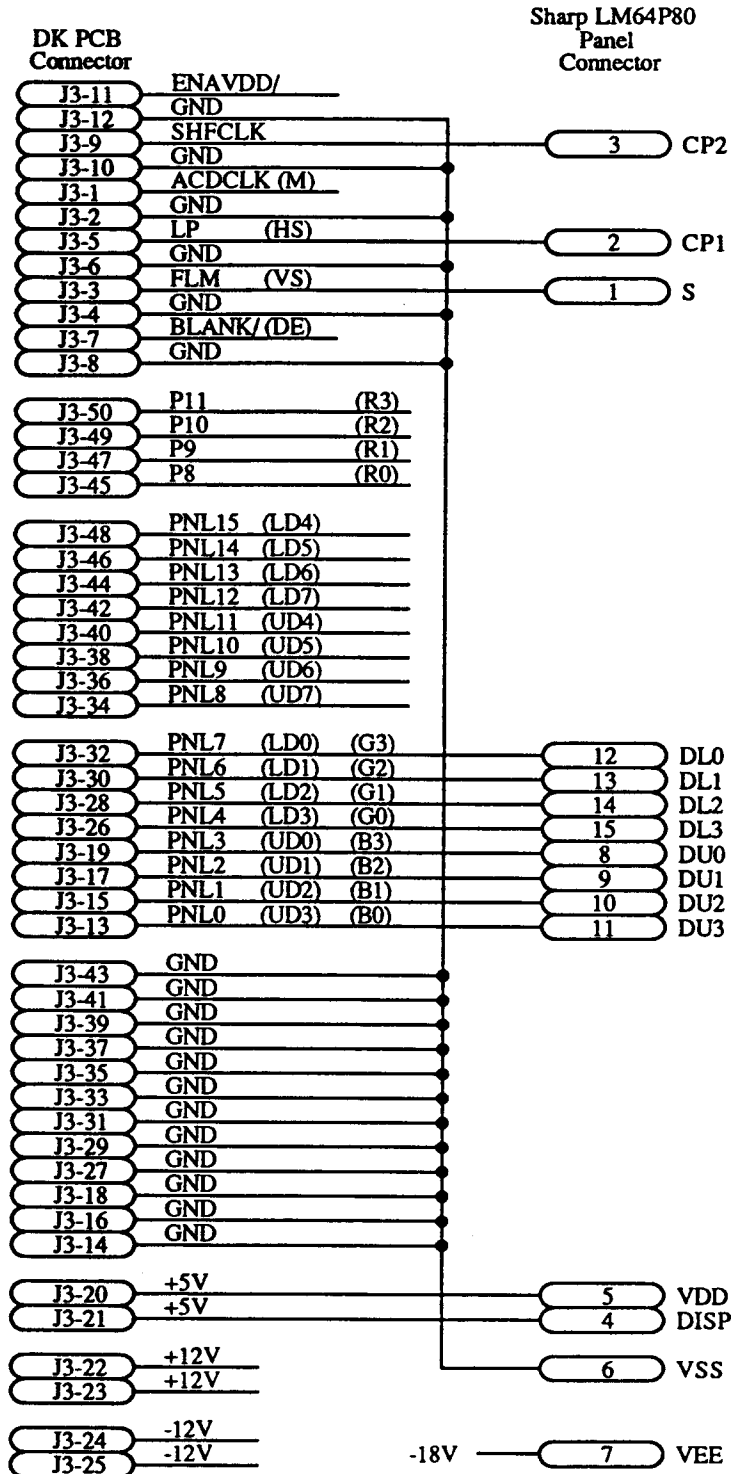 Sharp LM64P80
DK PCB Panel
Connector Connector
J3-11 ENAVDD/
J3-12 GND
J3-9 SHFCLK 3 CP2
J3-10 GND
J3-1 ACDCLK (M)
J3-2 GND
J3-5 LP (HS) 2 CP1
J3-6 GND
J3-3 FLM (VS) 1 S
J3-4 GND
J3-7 BLANK/ (DE)
J3-8 GND
J3-50 P11 (R3)
J3-49 P10 (R2)
J3-47 P9 (R1)
J3-45 P8 (R0)
J3-48 PNL15 (LD4)
J3-46 PNL14 (LD5)
J3-44 PNL13 (LD6)
J3-42 PNL12 (LD7)
J3-40 PNL11 (UD4)
J3-38 PNL10 (UD5)
J3-36 PNL9 (UD6)
J3-34 PNL8 (UD7)
J3-32 PNL7 (LD0) (G3) 12 DL0
J3-30 PNL6 (LD1) (G2) 13 DL1
J3-28 PNL5 (LD2) (G1) 14 DL2
J3-26 PNL4 (LD3) (G0) 15 DL3
J3-19 PNL3 (UD0) (B3) 8 DU0
J3-17 PNL2 (UD1) (B2) 9 DU1
J3-15 PNL1 (UD2) (B1) 10 DU2
J3-13 PNL0 (UD3) (B0) 11 DU3
J3-43 GND
J3-41 GND
J3-39 GND
J3-37 GND
J3-35 GND
J3-33 GND
J3-31 GND
J3-29 GND
J3-27 GND
J3-18 GND
J3-16 GND
J3-14 GND
J3-20 +5V 5 VDD
J3-21 +5V 4 DISP
J3-22 +12V 6 VSS
J3-23 +12V
J3-24 -12V
J3-25 -12V -18V 7 VEE